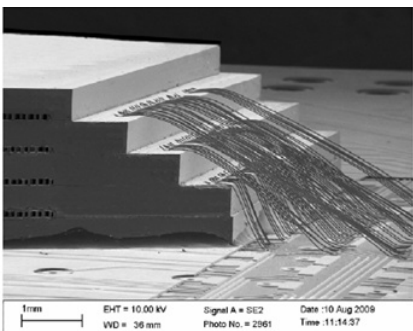 1mm EHT = 10.00 kV Signal A = SE2 Date :10 Aug 2009
WD = 36 mm Photo No. = 2961 Time :11:14:37